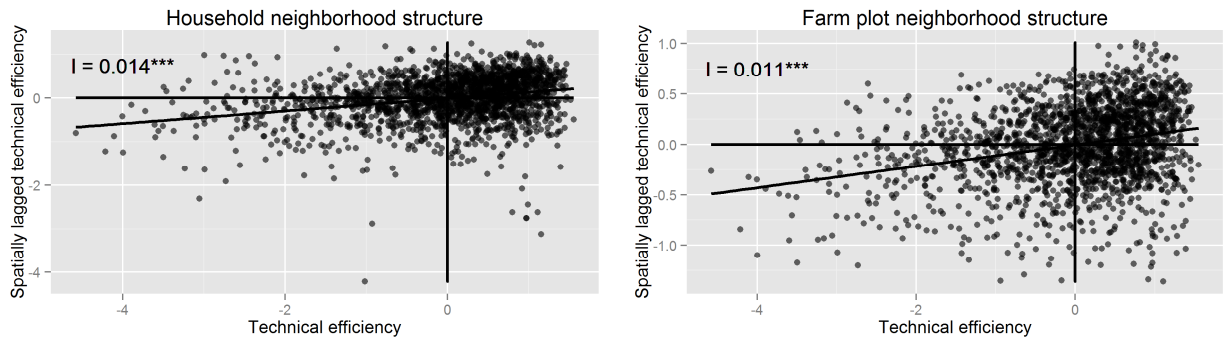 Household neighborhood structure
Spatially lagged technical efficiency
I = 0.014***
0
-2
-4
-4
-2
0
Technical efficiency
Farm plot neighborhood structure
Spatially lagged technical efficiency
I = 0.011***
1.0
0.5
0.0
-0.5
-1.0
-4
-2
0
Technical efficiency